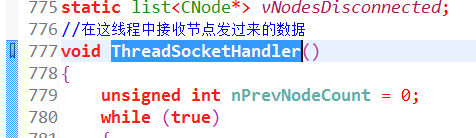 775 static list<CNode*> vNodesDisconnected;
776 //在这线程中接收节点发过来的数据
777 void ThreadSocketHandler()
778 {
779 unsigned int nPrevNodeCount = 0;
780 while (true)
781 {